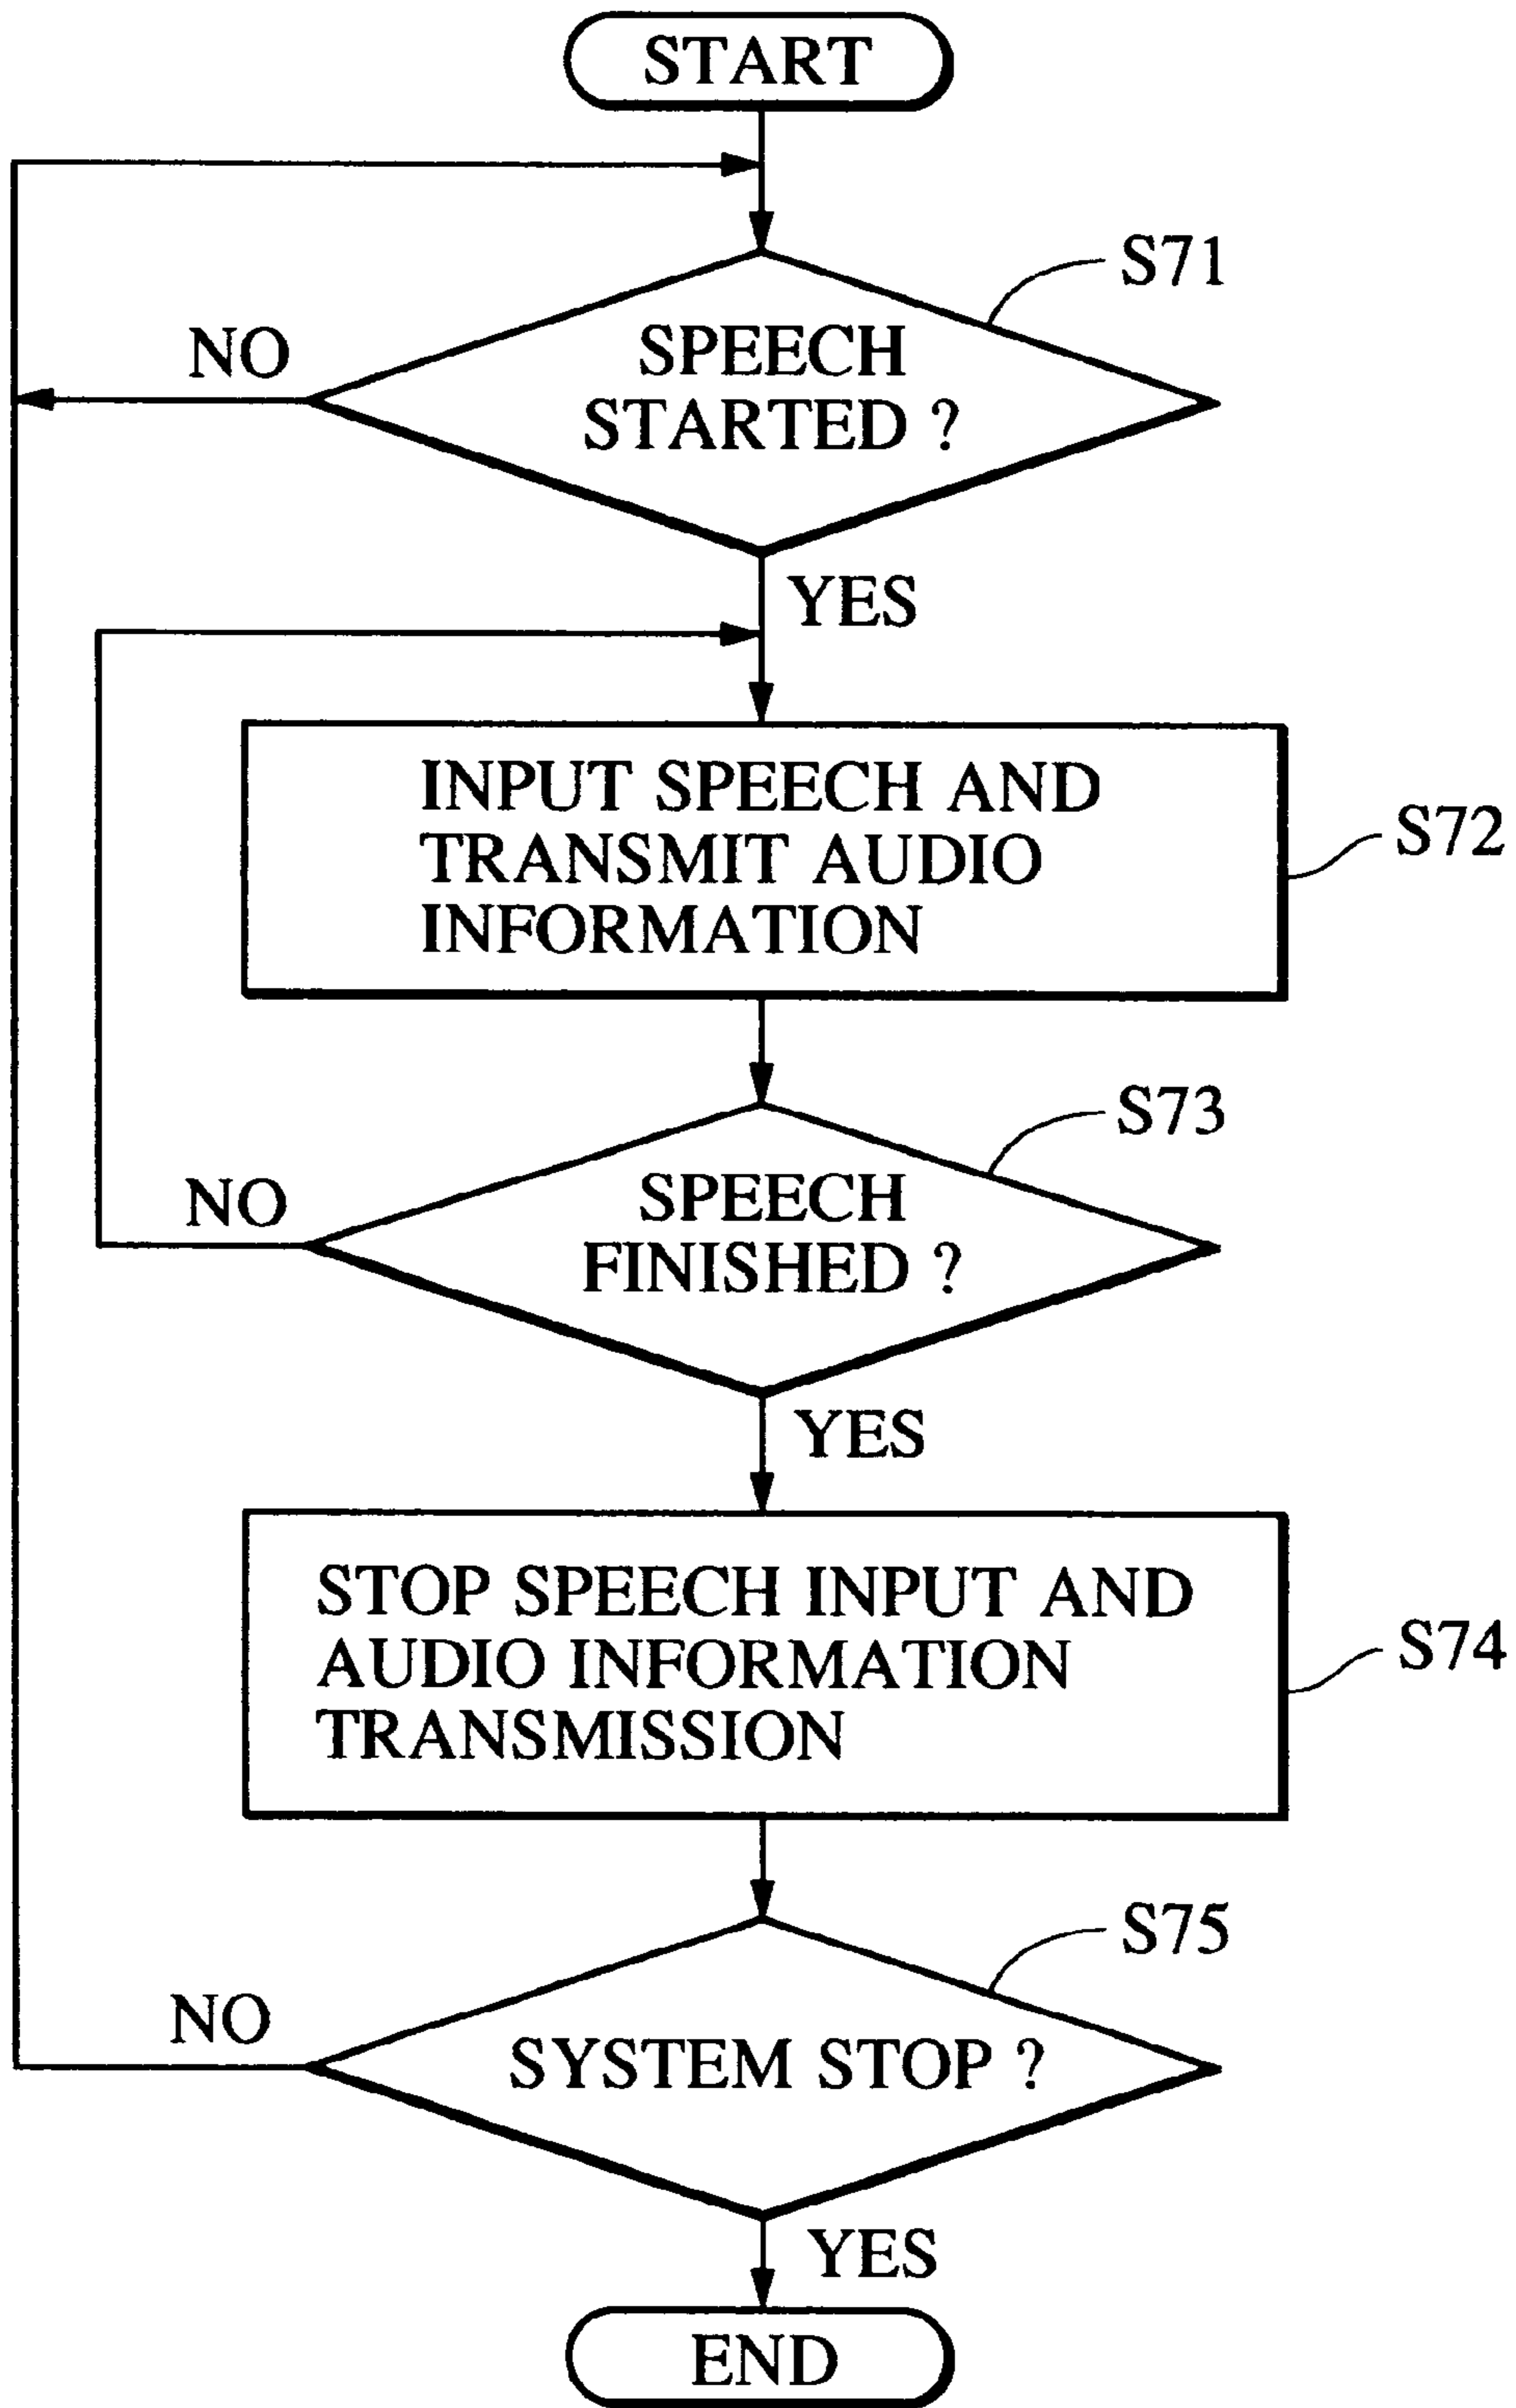 START
S71
NO
SPEECH
STARTED ?
YES
INPUT SPEECH AND
TRANSMIT AUDIO
INFORMATION
S72
S73
NO
SPEECH
FINISHED ?
YES
STOP SPEECH INPUT AND
AUDIO INFORMATION
TRANSMISSION
S74
S75
NO
SYSTEM STOP ?
YES
END